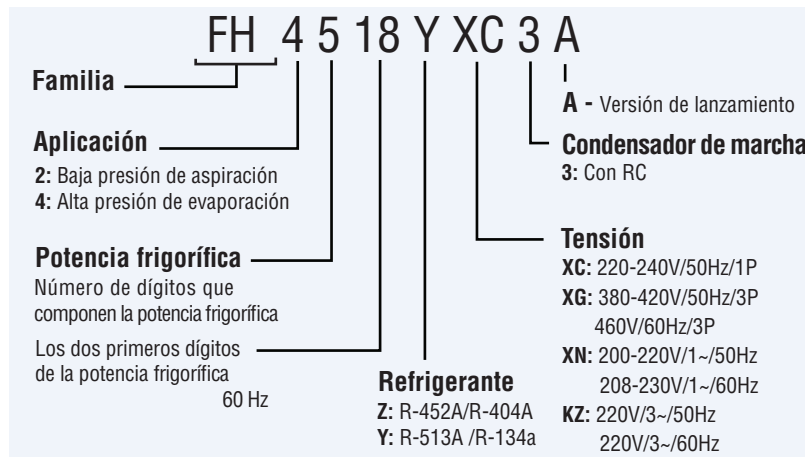 FH 4 5 18 Y XC 3 A
Familia
Aplicación
2: Baja presión de aspiración
4: Alta presión de evaporación
Potencia frigorífica
Número de dígitos que
componen la potencia frigorífica
Los dos primeros dígitos
de la potencia frigorífica
60 Hz
Refrigerante
Z: R-452A/R-404A
Y: R-513A /R-134a
A - Versión de lanzamiento
Condensador de marcha
3: Con RC
Tensión
XC: 220-240V/50Hz/1P
XG: 380-420V/50Hz/3P
460V/60Hz/3P
XN: 200-220V/1~/50Hz
208-230V/1~/60Hz
KZ: 220V/3~/50Hz
220V/3~/60Hz